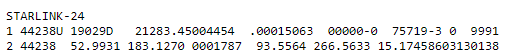 STARLINK-24
1 44238U 19029D   21283.45004454  .00015063  00000-0  75719-3 0  9991
2 44238  52.9931 183.1270 0001787  93.5564 266.5633 15.17458603130138